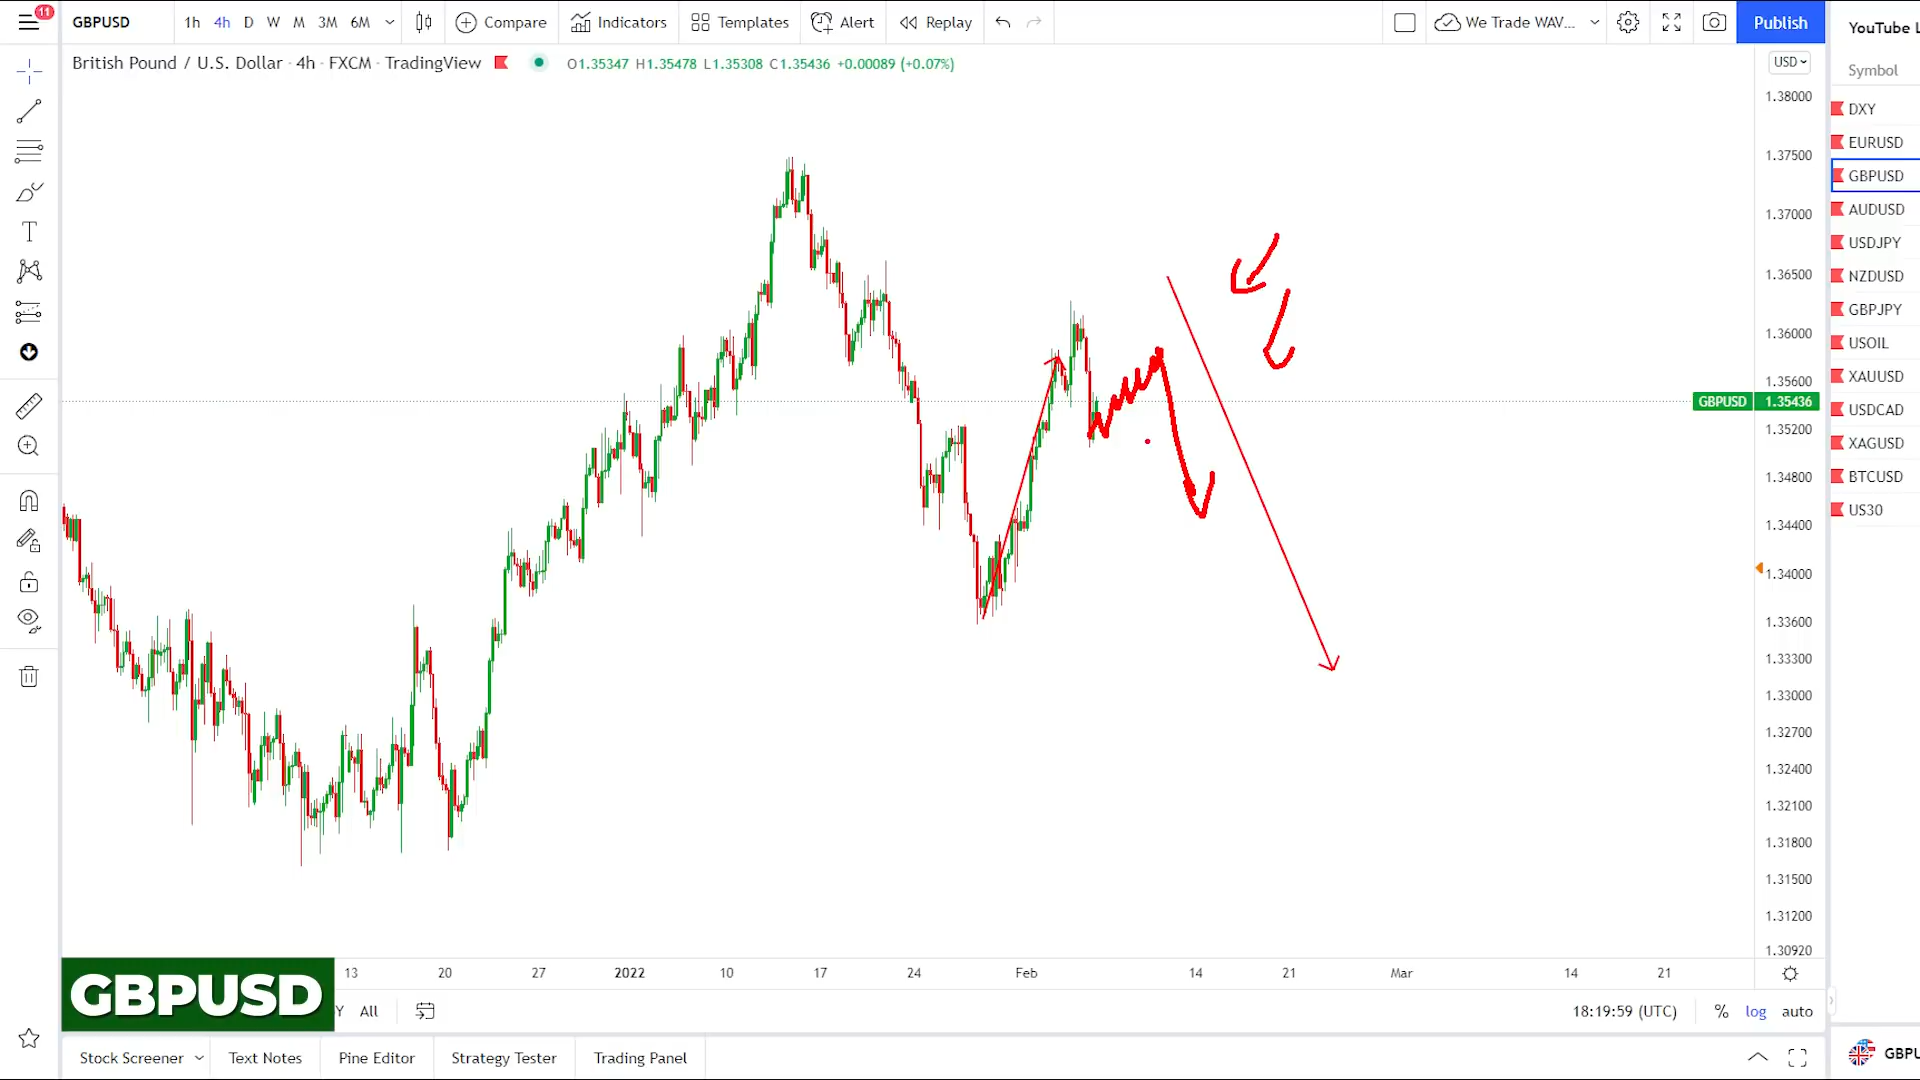 11
GBPUSD
1h 4h D W M 3M 6M
Compare
Indicators
Templates
Alert
Replay
We Trade WAV...
Publish
British Pound / U.S. Dollar · 4h · FXCM · TradingView
O1.35347 H1.35478 L1.35308 C1.35436 +0.00089 (+0.07%)
USD
1.38000
1.37500
1.37000
1.36500
1.36000
1.35600
GBPUSD 1.35436
1.35200
1.34800
1.34400
1.34000
1.33600
1.33300
1.33000
1.32700
1.32400
1.32100
1.31800
1.31500
1.31200
1.30920
Symbol
DXY
EURUSD
GBPUSD
AUDUSD
USDJPY
NZDUSD
GBPJPY
USOIL
XAUUSD
USDCAD
XAGUSD
BTCUSD
US30
YouTube L
13 20 27 2022 10 17 24 Feb 14 21 Mar 14 21
GBPUSD
Y All
18:19:59 (UTC) % log auto
Stock Screener Text Notes Pine Editor Strategy Tester Trading Panel
GBPU